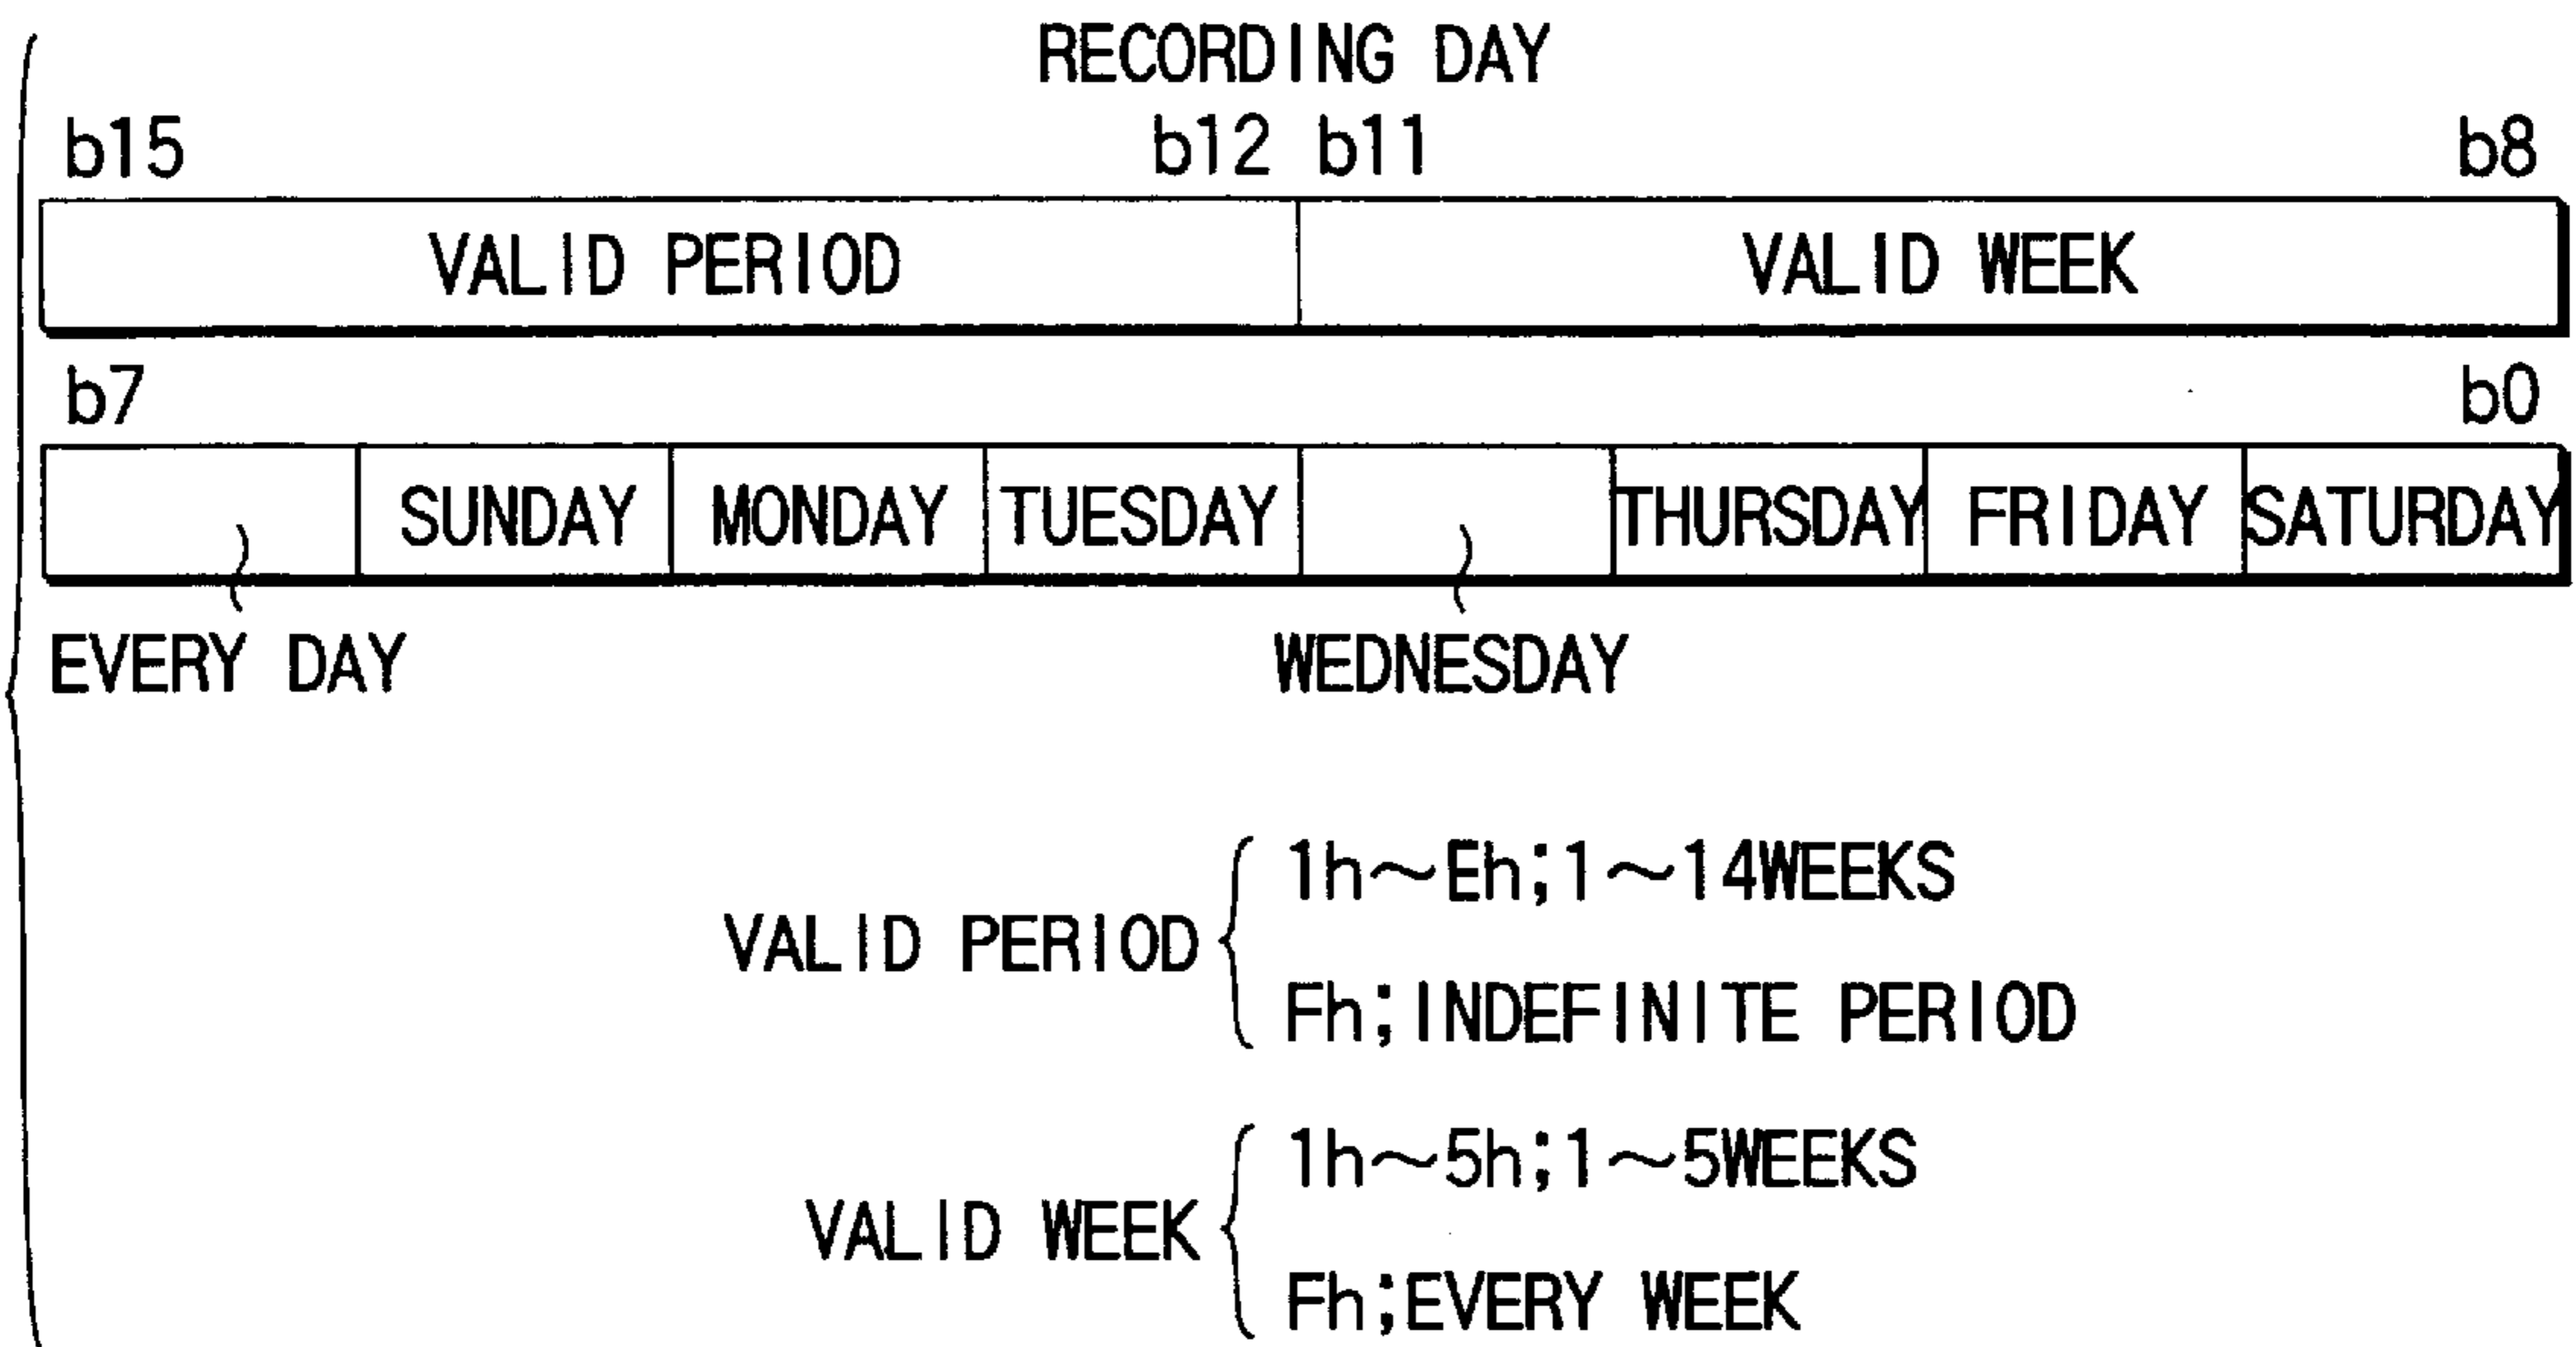 RECORDING DAY
b15 b12 b11 b8
VALID PERIOD VALID WEEK
b7 b0
SUNDAY MONDAY TUESDAY THURSDAY FRIDAY SATURDAY
EVERY DAY WEDNESDAY
1h~Eh;1~14WEEKS
VALID PERIOD
Fh;INDEFINITE PERIOD
1h~5h;1~5WEEKS
VALID WEEK
Fh;EVERY WEEK